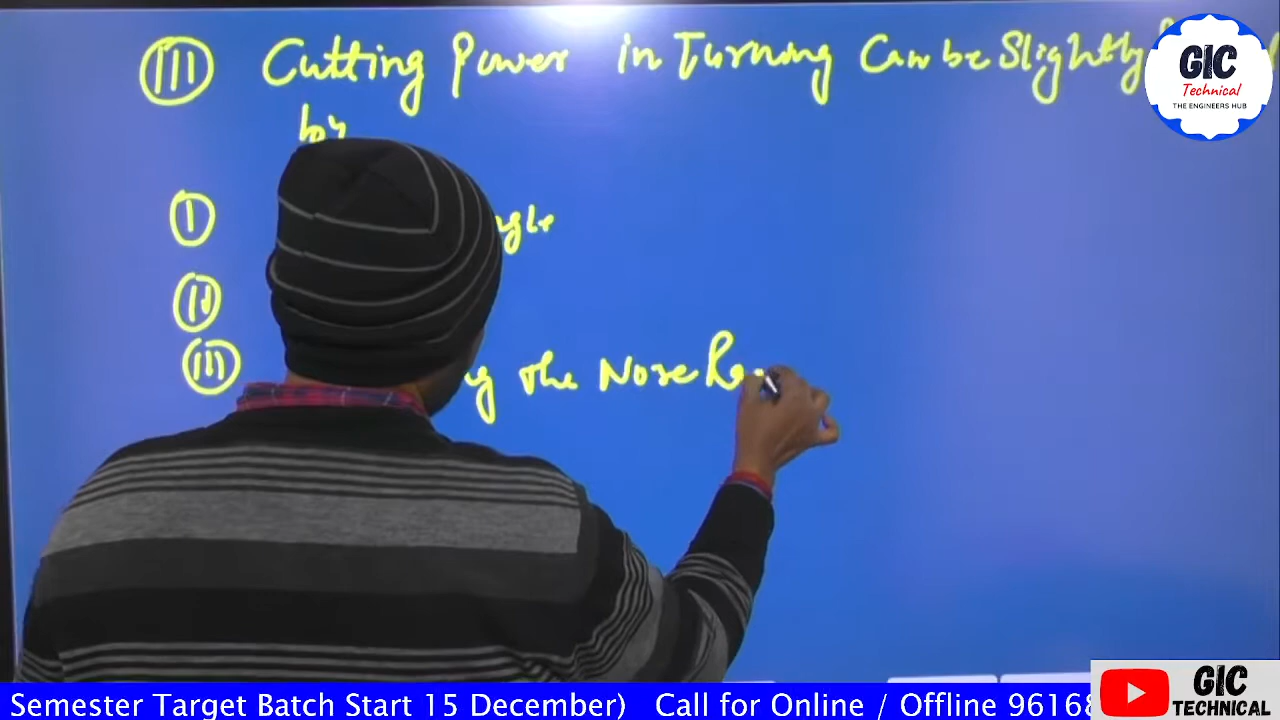 (III) Cutting Power in Turning Can be Slightly
by
(I)
(II)
(III) the Nose
GIC
Technical
THE ENGINEERS HUB
Semester Target Batch Start 15 December) Call for Online / Offline 9616
GIC
TECHNICAL